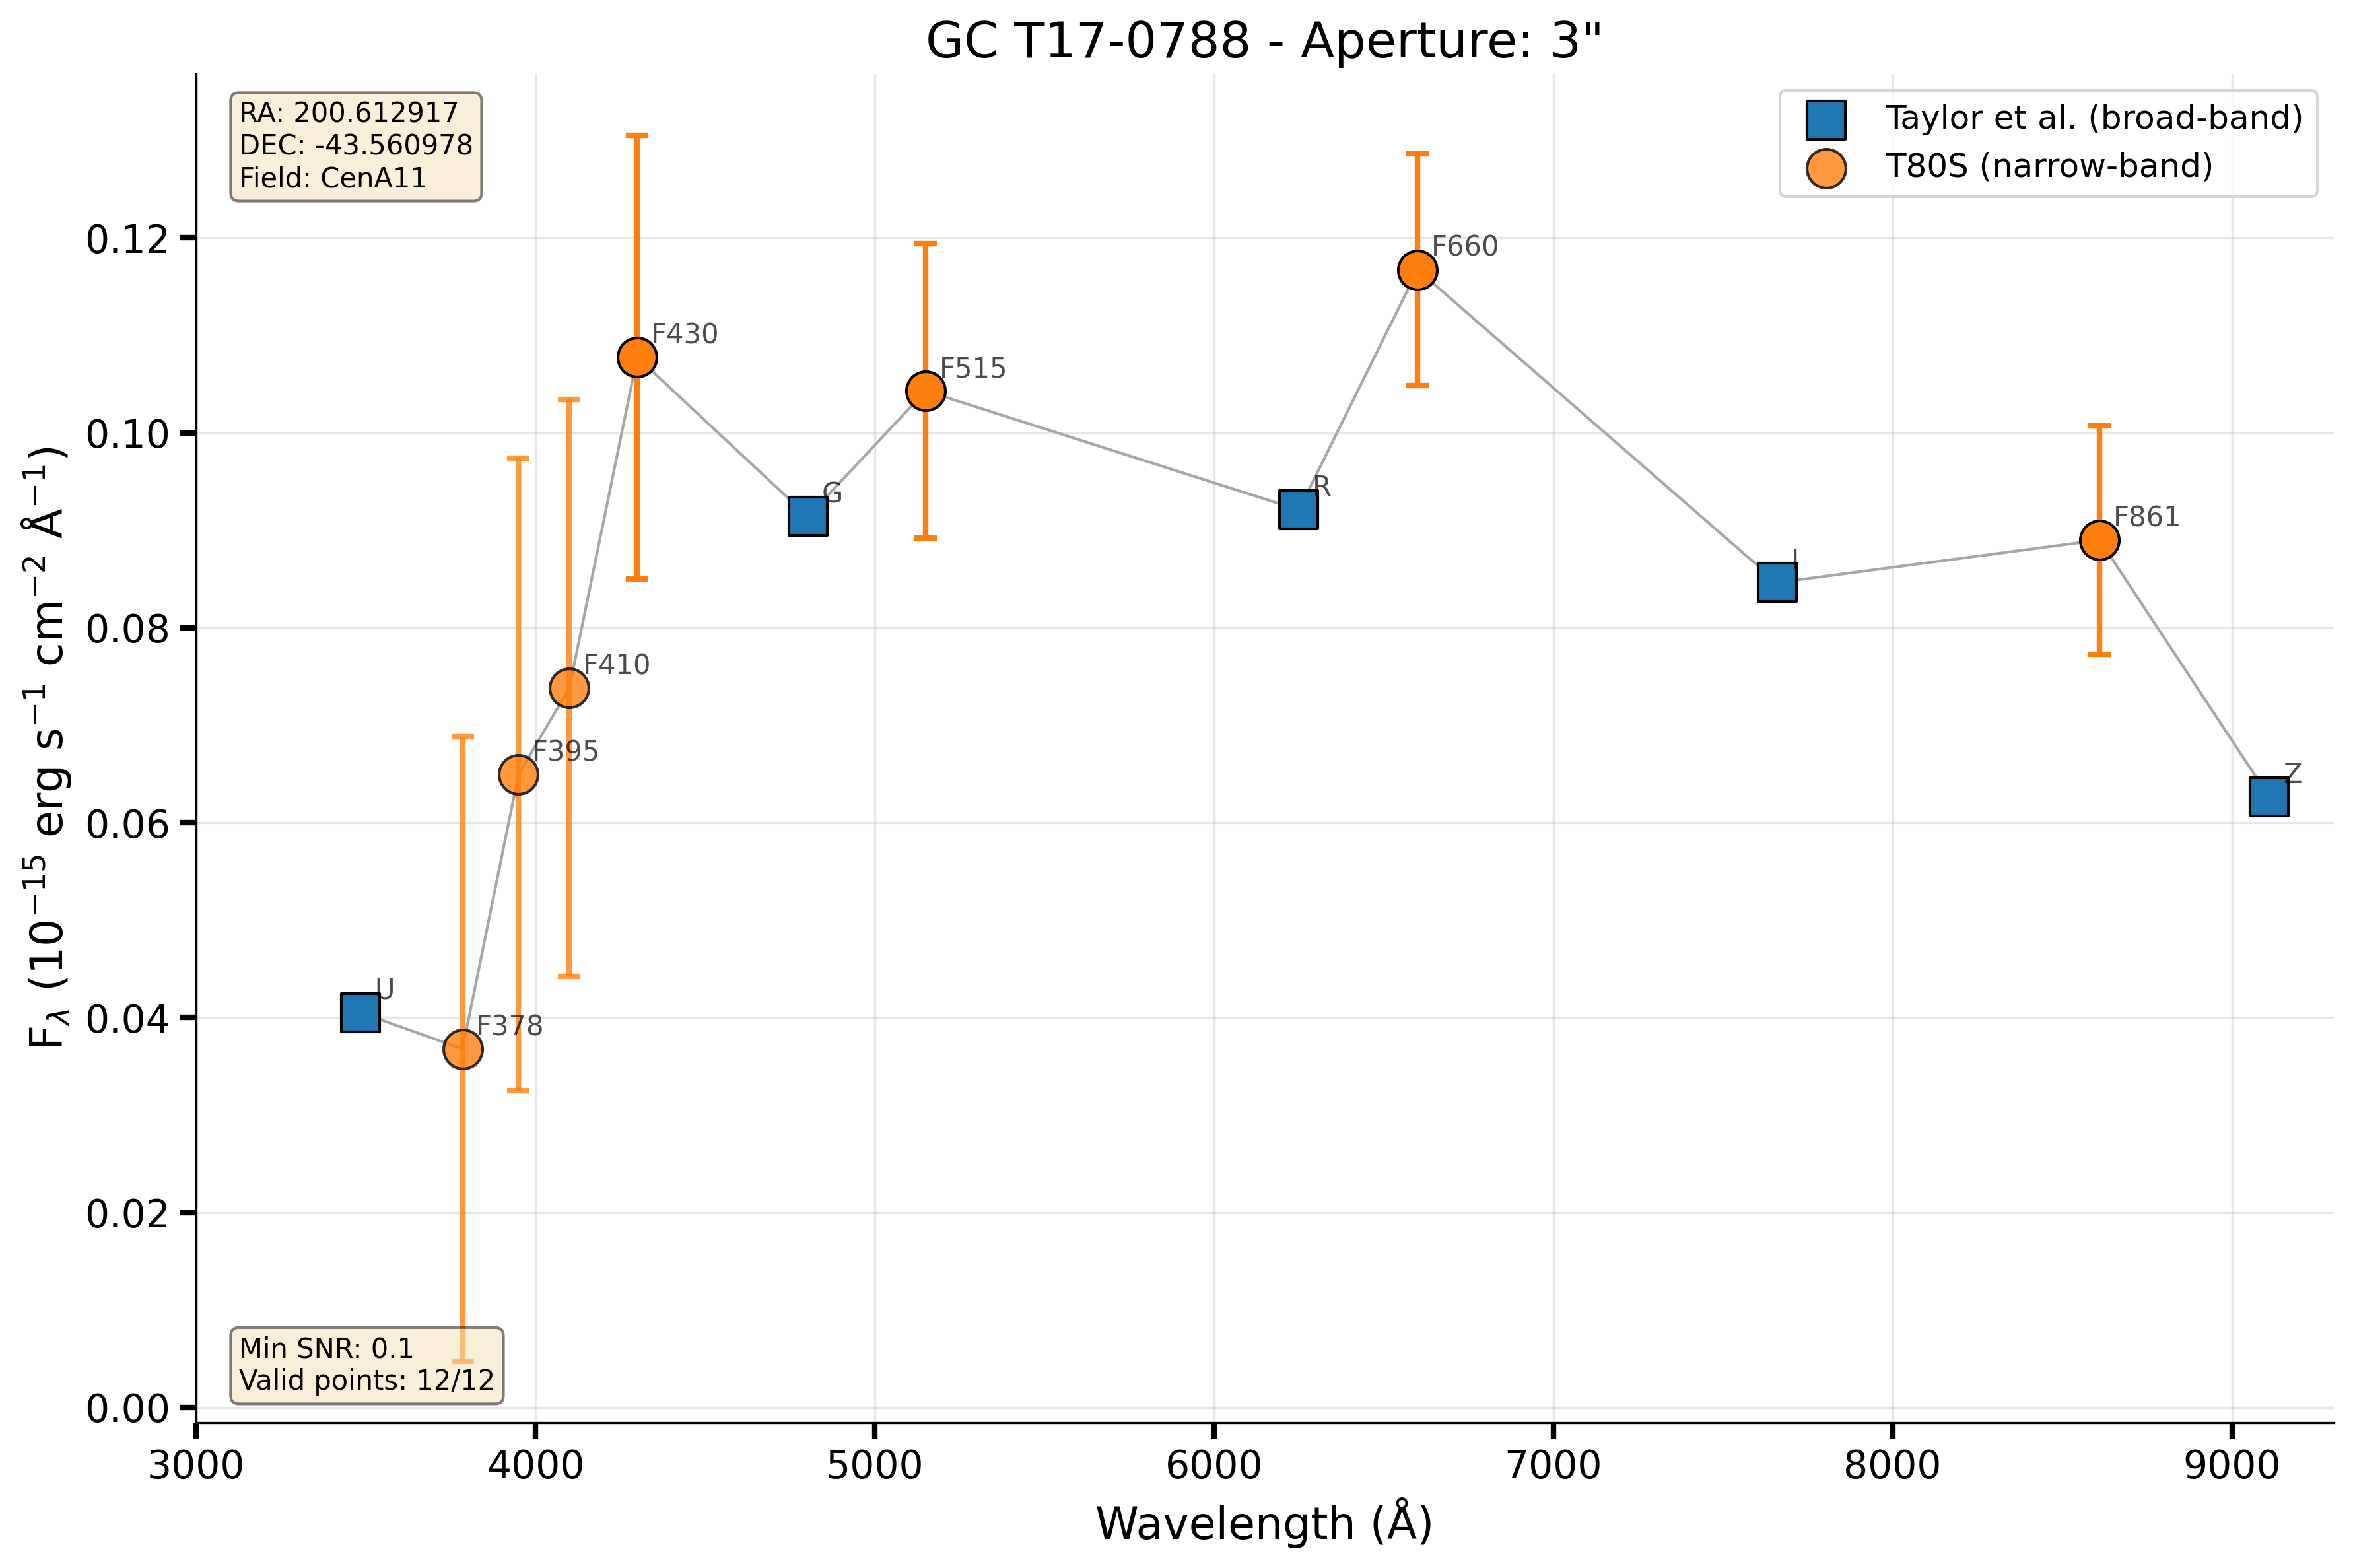 GC T17-0788 - Aperture: 3"
RA: 200.612917
DEC: -43.560978
Field: CenA11
Taylor et al. (broad-band)
T80S (narrow-band)
F660
F430
F515
G
R
F861
I
F410
F395
Z
U
F378
Min SNR: 0.1
Valid points: 12/12
0.12
0.10
0.08
0.06
0.04
0.02
0.00
3000 4000 5000 6000 7000 8000 9000
Wavelength (Å)
F$_{λ}$ (10$^{-15}$ erg s$^{-1}$ cm$^{-2}$ Å$^{-1}$)